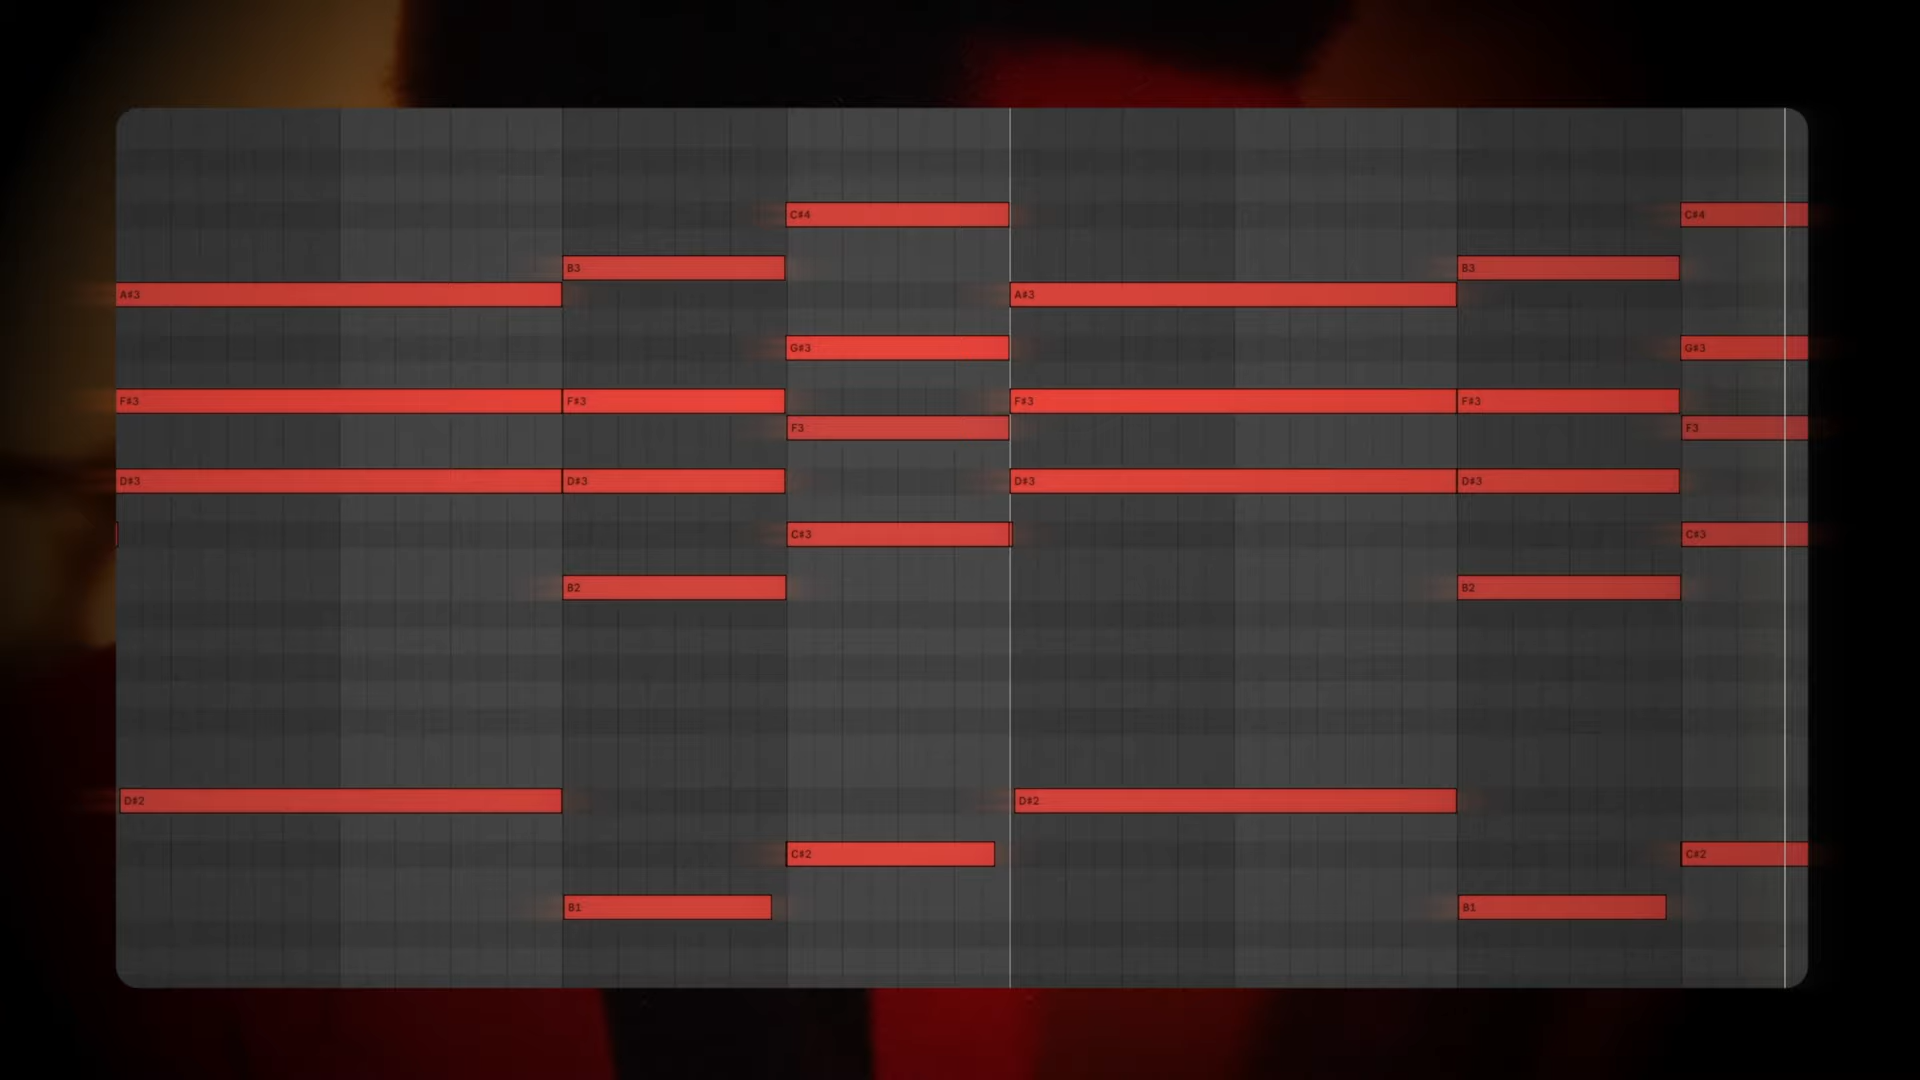 C#4 C#4
B3 B3
A#3 A#3
G#3 G#3
F#3 F#3 F#3 F#3
F3 F3
D#3 D#3 D#3 D#3
C#3 C#3
B2 B2
D#2 D#2
C#2 C#2
B1 B1